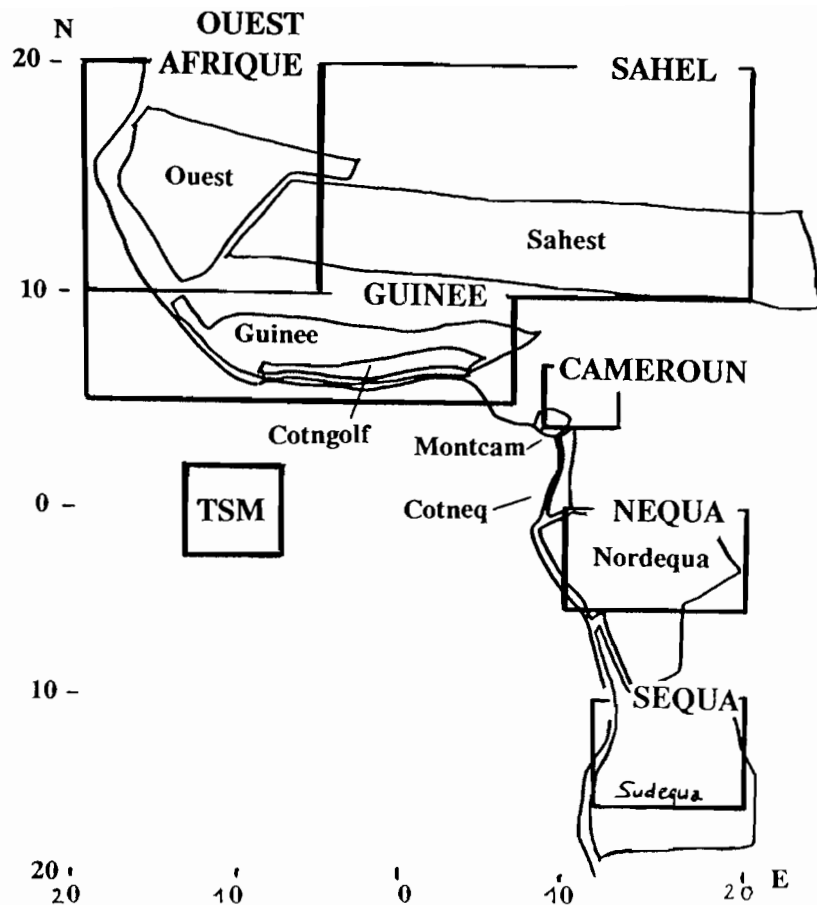 N
OUEST
AFRIQUE
SAHEL
20
Ouest
Sahest
10
GUINEE
Guinee
CAMEROUN
Cotngolf
Montcam
0
TSM
Cotneq
NEQUA
Nordequa
10
SEQUA
Sudequa
20
20 10 0 10 20 E